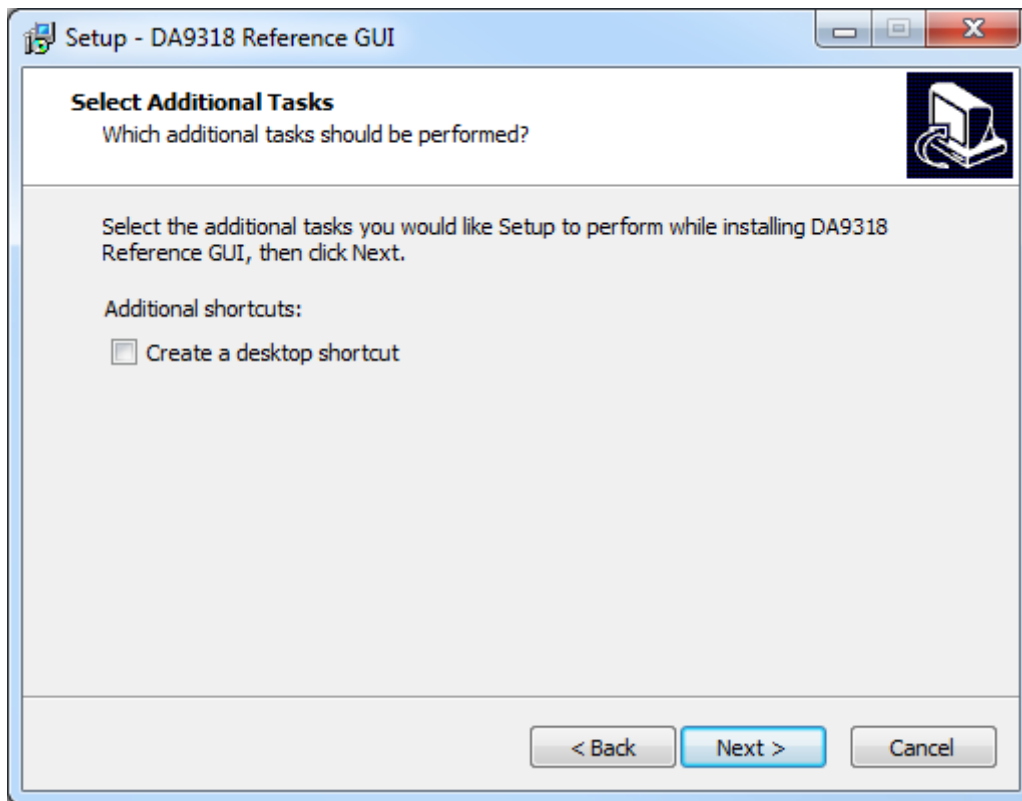 Setup - DA9318 Reference GUI
Select Additional Tasks
Which additional tasks should be performed?
Select the additional tasks you would like Setup to perform while installing DA9318
Reference GUI, then click Next.
Additional shortcuts:
Create a desktop shortcut
< Back
Next >
Cancel